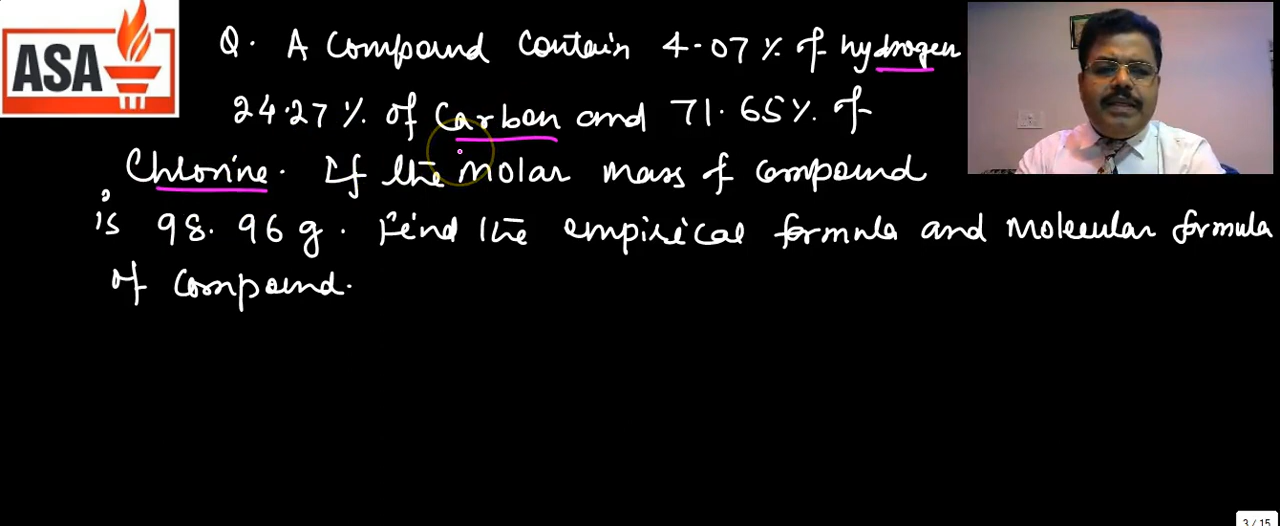 ASA
Q. A Compound Contain 4.07% of hydrogen
24.27% of Carbon and 71.65% of
Chlorine. If the molar mass of compound
is 98.96 g. Find the empirical formula and Molecular formula
of compound.
3 / 15